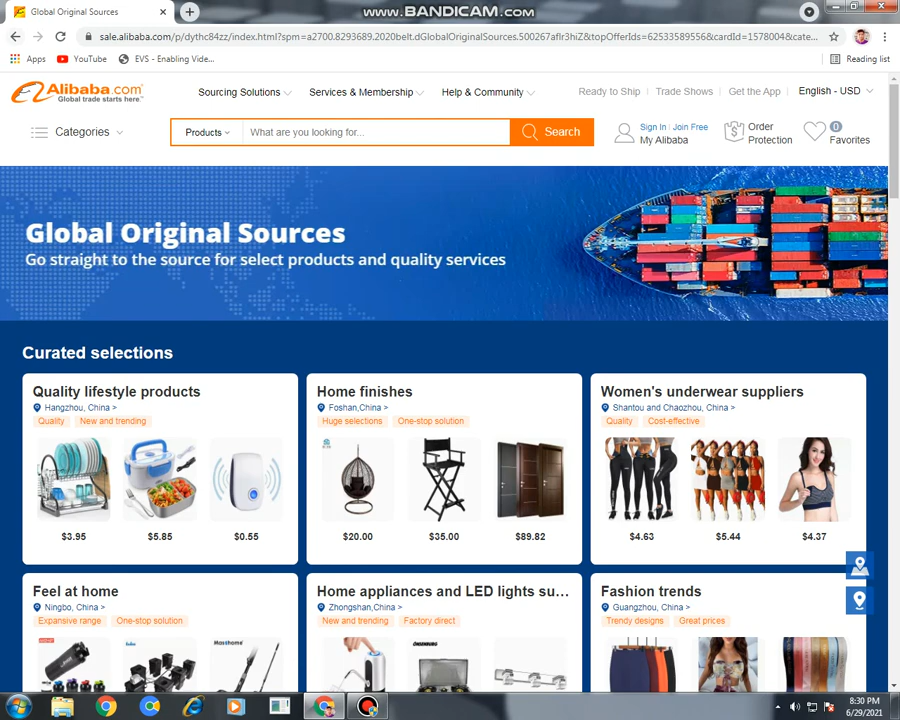 www.BANDICAM.com
Global Original Sources
sale.alibaba.com/p/dythc84zz/index.html?spm=a2700.8293689.2020belt.dGlobalOriginalSources.500267aflr3hiZ&topOfferIds=62533589556&cardId=1578004&cate...
Apps YouTube EVS - Enabling Vide... Reading list
Alibaba.com
Global trade starts here.
Sourcing Solutions Services & Membership Help & Community Ready to Ship Trade Shows Get the App English - USD
Categories Products What are you looking for... Search
Sign In Join Free
My Alibaba
Order
Protection
0
Favorites
Global Original Sources
Go straight to the source for select products and quality services
Curated selections
Quality lifestyle products
Hangzhou, China >
Quality New and trending
$3.95 $5.85 $0.55
Home finishes
Foshan,China >
Huge selections One-stop solution
$20.00 $35.00 $89.82
Women's underwear suppliers
Shantou and Chaozhou, China >
Quality Cost-effective
$4.63 $5.44 $4.37
Feel at home
Ningbo, China >
Expansive range One-stop solution
Home appliances and LED lights su...
Zhongshan,China >
New and trending Factory direct
Fashion trends
Guangzhou, China >
Trendy designs Great prices
8:30 PM
6/29/2021